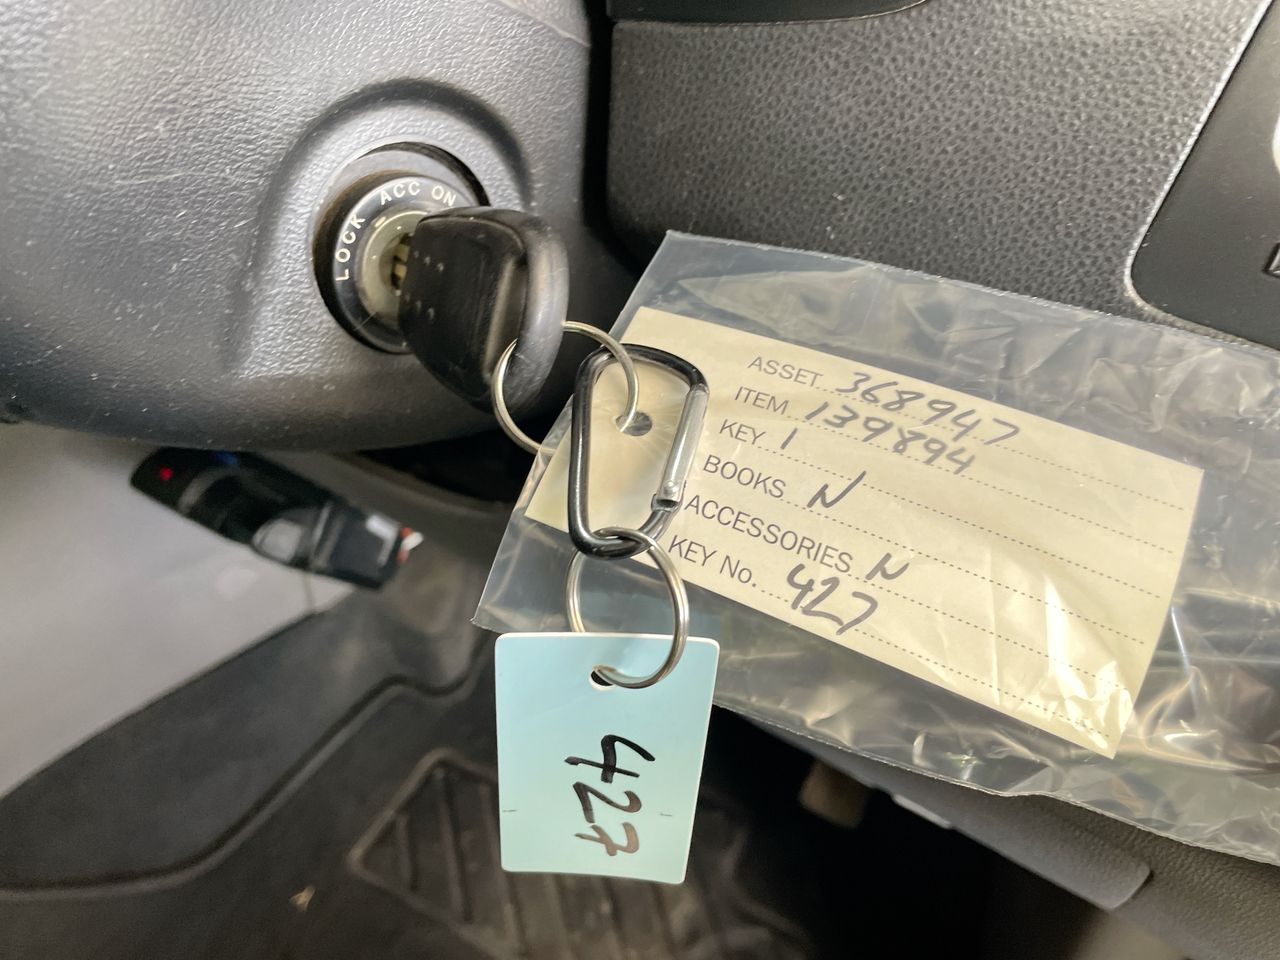 LOCK ACC ON
ASSET 368947
ITEM 139894
KEY 1
BOOKS N
ACCESSORIES N
KEY No. 427
427